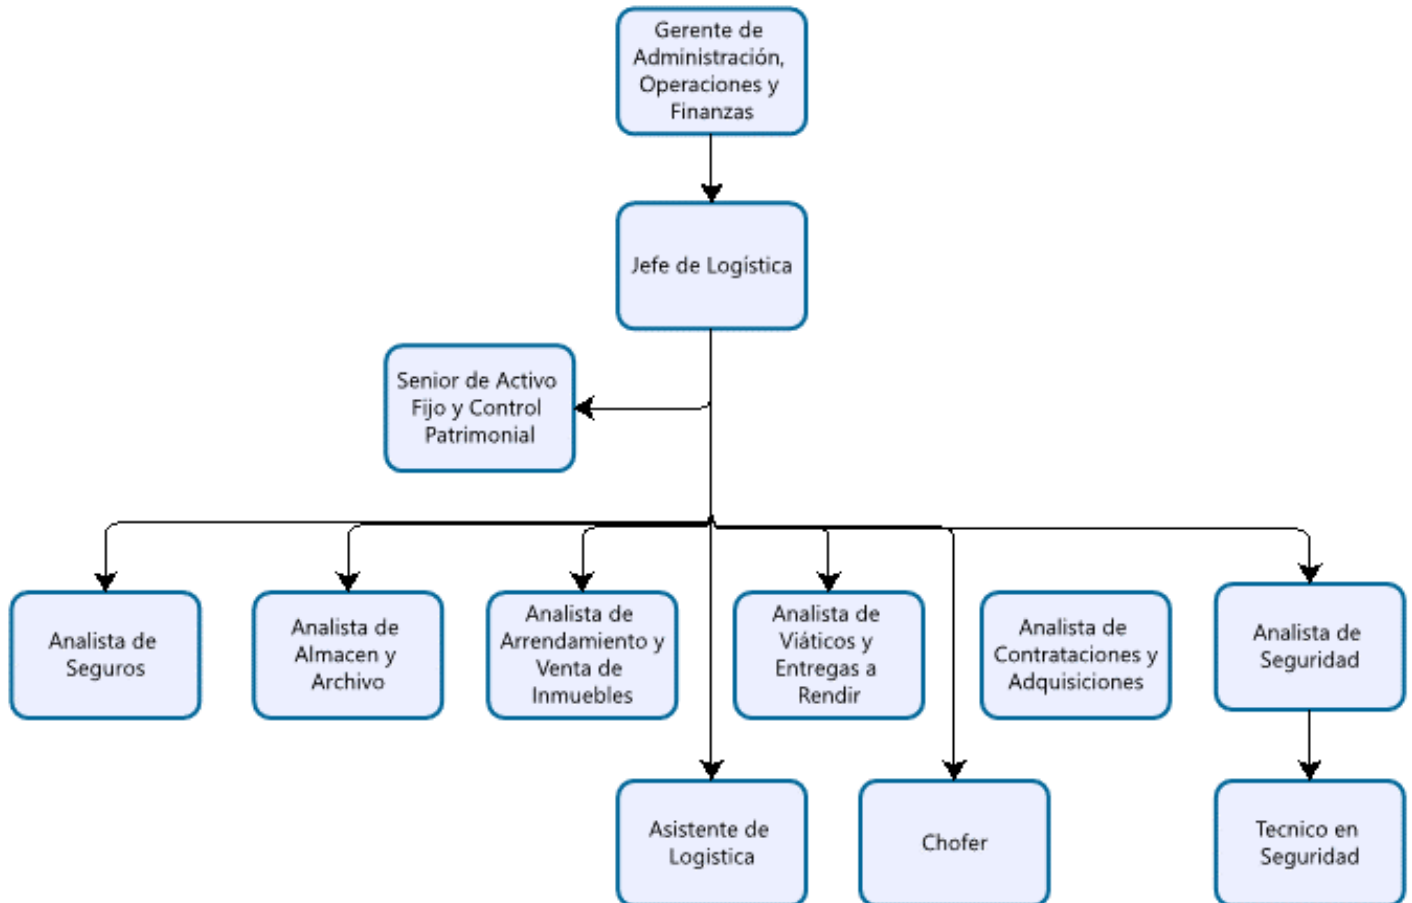 Gerente de
Administración,
Operaciones y
Finanzas
Jefe de Logística
Senior de Activo
Fijo y Control
Patrimonial
Analista de
Seguros
Analista de
Almacen y
Archivo
Analista de
Arrendamiento y
Venta de
Inmuebles
Analista de
Viáticos y
Entregas a
Rendir
Analista de
Contrataciones y
Adquisiciones
Analista de
Seguridad
Asistente de
Logística
Chofer
Tecnico en
Seguridad